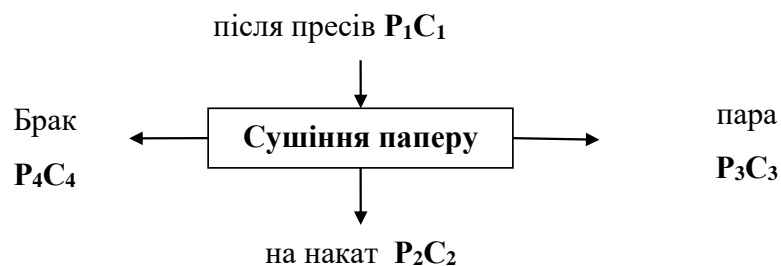 після пресів P₁C₁
Брак
P₄C₄
Сушіння паперу
пара
P₃C₃
на накат P₂C₂